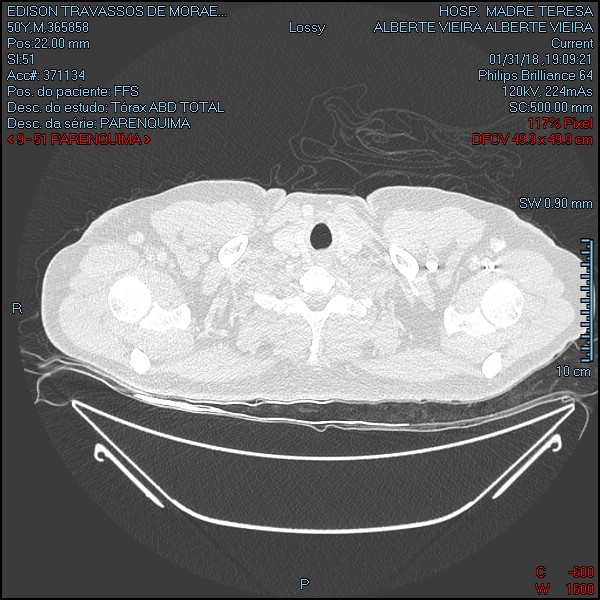 EDISON TRAVASSOS DE MORAE...
50Y,M,365858
Pos:22.00 mm
Sl:51
Acc#: 371134
Pos. do paciente: FFS
Desc. do estudo: Tórax ABD TOTAL
Desc. da série: PARENQUIMA
< 9 - 51 PARENQUIMA >
Lossy
HOSP. MADRE TERESA
ALBERTE VIEIRA ALBERTE VIEIRA
Current
01/31/18 ,19:09:21
Philips Brilliance 64
120kV, 224mAs
SC:500.00 mm
117% Pixel
DFOV 49.9 x 49.9 cm
SW 0.90 mm
R
10 cm
P
C -600
W 1600